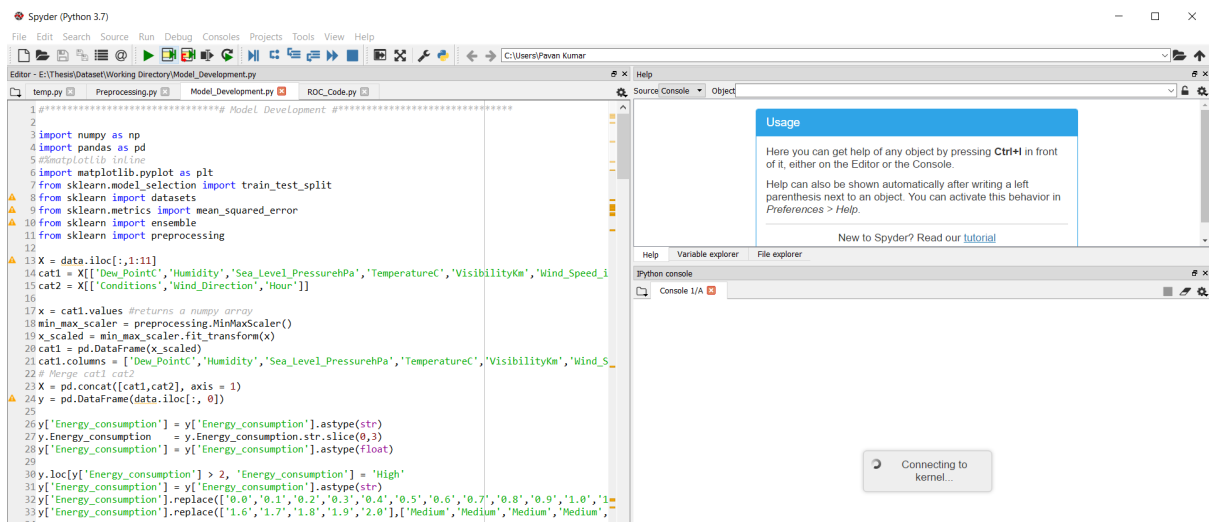 Spyder (Python 3.7)
File Edit Search Source Run Debug Consoles Projects Tools View Help
C:\Users\Pavan Kumar
Editor - E:\Thesis\Dataset\Working Directory\Model_Development.py
temp.py Preprocessing.py Model_Development.py ROC_Code.py
1 #******************************# Model Development #*****************************
2
3 import numpy as np
4 import pandas as pd
5 #%matplotlib inline
6 import matplotlib.pyplot as plt
7 from sklearn.model_selection import train_test_split
8 from sklearn import datasets
9 from sklearn.metrics import mean_squared_error
10 from sklearn import ensemble
11 from sklearn import preprocessing
12
13 X = data.iloc[:,1:11]
14 cat1 = X[['Dew_PointC','Humidity','Sea_Level_PressurehPa','TemperatureC','VisibilityKm','Wind_Speed_i
15 cat2 = X[['Conditions','Wind_Direction','Hour']]
16
17 x = cat1.values #returns a numpy array
18 min_max_scaler = preprocessing.MinMaxScaler()
19 x_scaled = min_max_scaler.fit_transform(x)
20 cat1 = pd.DataFrame(x_scaled)
21 cat1.columns = ['Dew_PointC','Humidity','Sea_Level_PressurehPa','TemperatureC','VisibilityKm','Wind_S
22 # Merge cat1 cat2
23 X = pd.concat([cat1,cat2], axis = 1)
24 y = pd.DataFrame(data.iloc[:, 0])
25
26 y['Energy_consumption'] = y['Energy_consumption'].astype(str)
27 y.Energy_consumption    = y.Energy_consumption.str.slice(0,3)
28 y['Energy_consumption'] = y['Energy_consumption'].astype(float)
29
30 y.loc[y['Energy_consumption'] > 2, 'Energy_consumption'] = 'High'
31 y['Energy_consumption'] = y['Energy_consumption'].astype(str)
32 y['Energy_consumption'].replace(['0.0','0.1','0.2','0.3','0.4','0.5','0.6','0.7','0.8','0.9','1.0','1
33 y['Energy_consumption'].replace(['1.6','1.7','1.8','1.9','2.0'],['Medium','Medium','Medium','Medium',
Help
Source Console Object
Usage
Here you can get help of any object by pressing Ctrl+I in front
of it, either on the Editor or the Console.
Help can also be shown automatically after writing a left
parenthesis next to an object. You can activate this behavior in
Preferences > Help.
New to Spyder? Read our tutorial
Help Variable explorer File explorer
IPython console
Console 1/A
Connecting to
kernel...